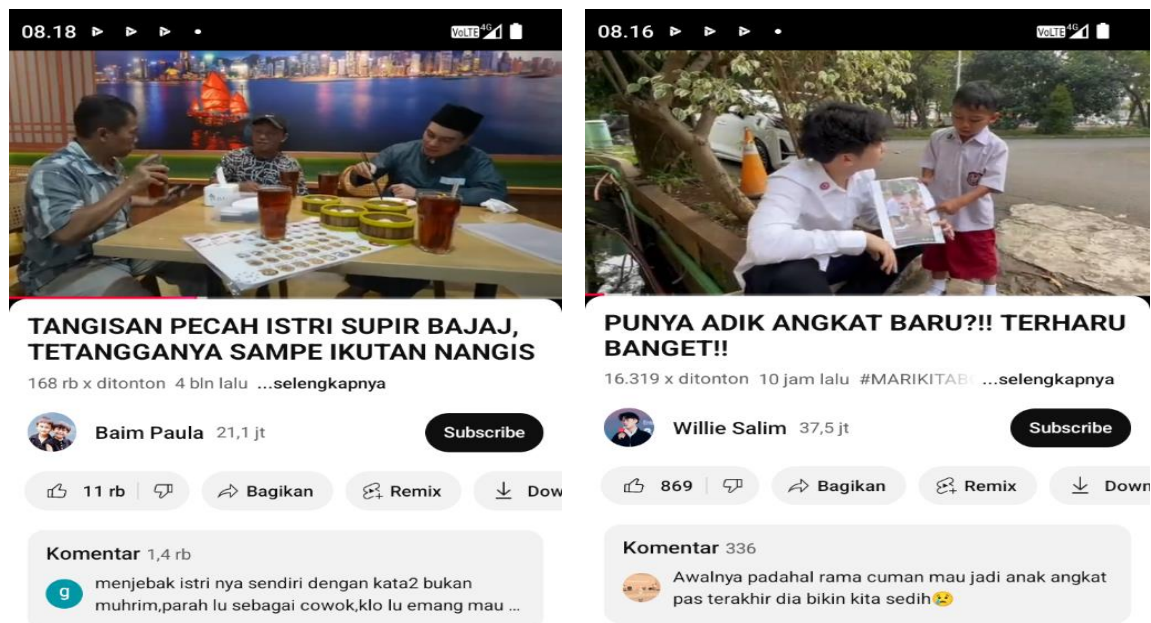 08.18
VoLTE 4G
TANGISAN PECAH ISTRI SUPIR BAJAJ,
TETANGGANYA SAMPE IKUTAN NANGIS
168 rb x ditonton 4 bln lalu ...selengkapnya
Baim Paula 21,1 jt
Subscribe
11 rb
Bagikan
Remix
Dow
Komentar 1,4 rb
g
menjebak istri nya sendiri dengan kata2 bukan
muhrim,parah lu sebagai cowok,klo lu emang mau ...
08.16
VoLTE 4G
PUNYA ADIK ANGKAT BARU?!! TERHARU
BANGET!!
16.319 x ditonton 10 jam lalu #MARIKITAB ...selengkapnya
Willie Salim 37,5 jt
Subscribe
869
Bagikan
Remix
Down
Komentar 336
Awalnya padahal rama cuman mau jadi anak angkat
pas terakhir dia bikin kita sedih😢